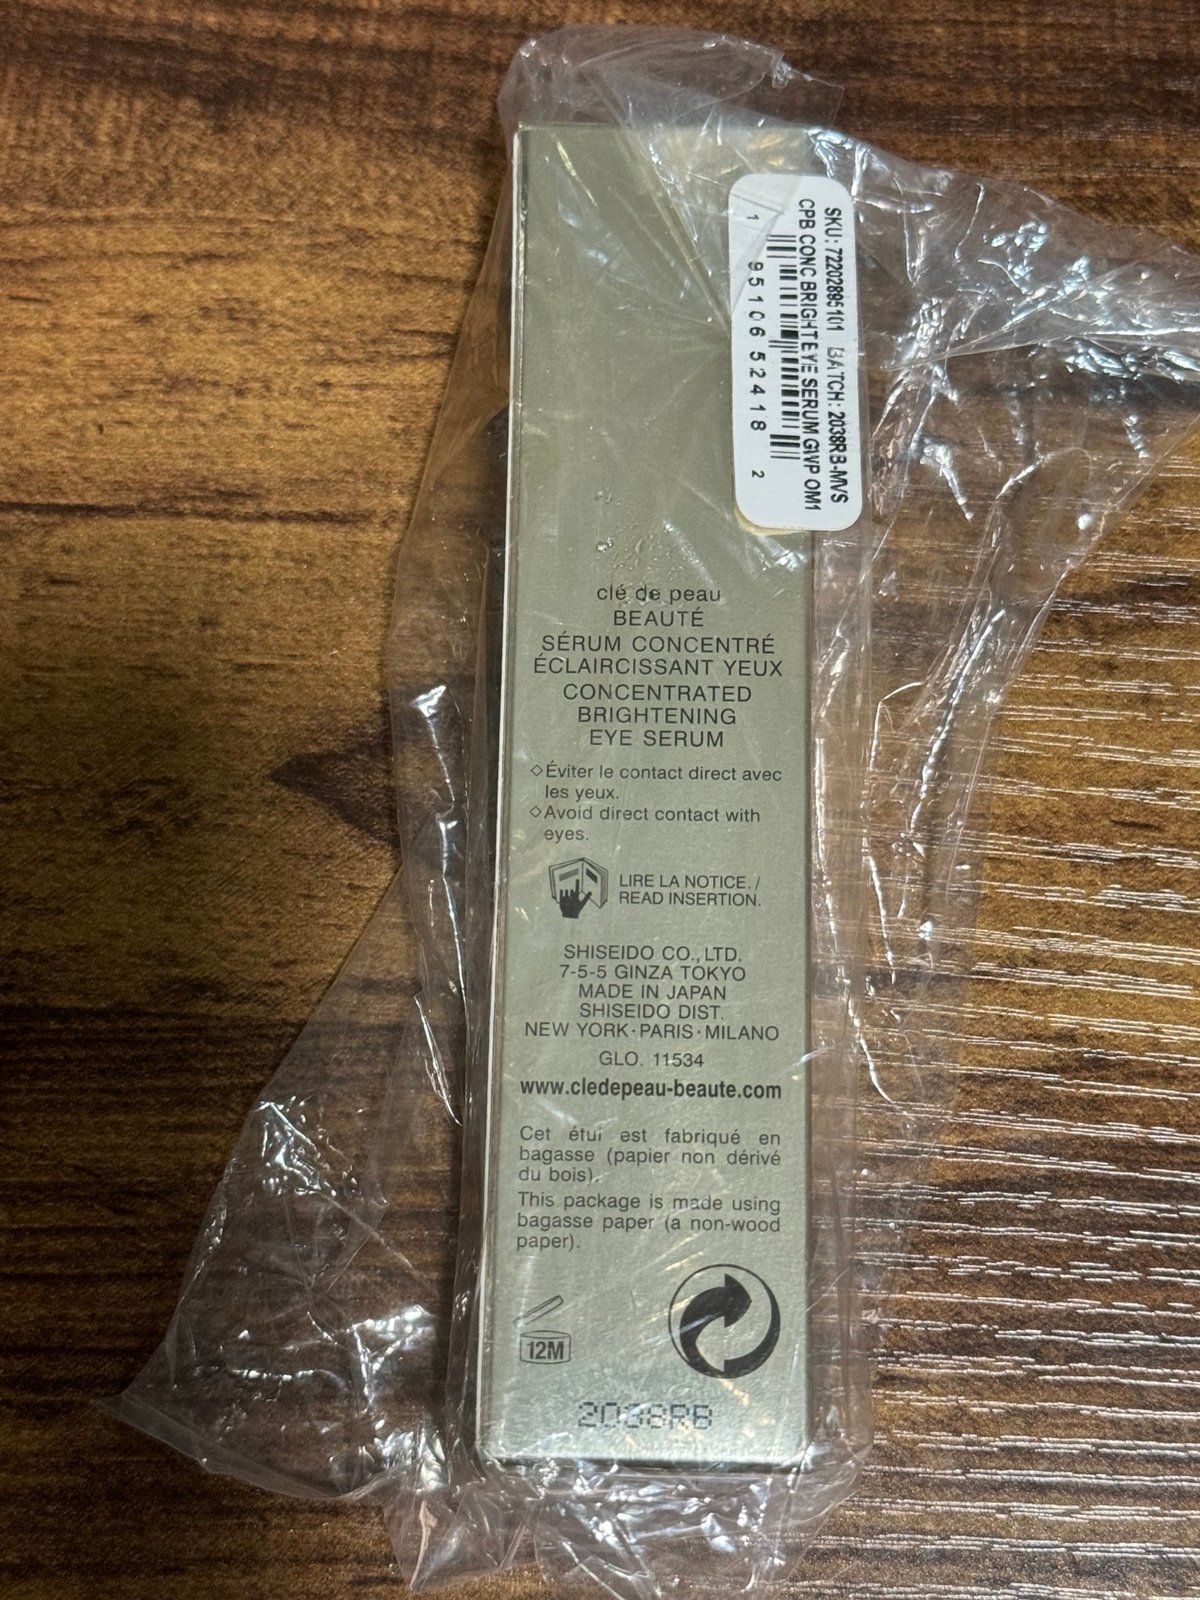 SKU: 72202895101 BATCH: 2038RB-MVS
CPB CONC BRIGHT EYE SERUM GWP OM1
1 95106 52418 2
clé de peau
BEAUTÉ
SÉRUM CONCENTRÉ
ÉCLAIRCISSANT YEUX
CONCENTRATED
BRIGHTENING
EYE SERUM
◇Éviter le contact direct avec
les yeux.
◇Avoid direct contact with
eyes.
LIRE LA NOTICE./
READ INSERTION.
SHISEIDO CO.,LTD.
7-5-5 GINZA TOKYO
MADE IN JAPAN
SHISEIDO DIST.
NEW YORK·PARIS·MILANO
GLO. 11534
www.cledepeau-beaute.com
Cet étui est fabriqué en
bagasse (papier non dérivé
du bois).
This package is made using
bagasse paper (a non-wood
paper).
12M
2038RB